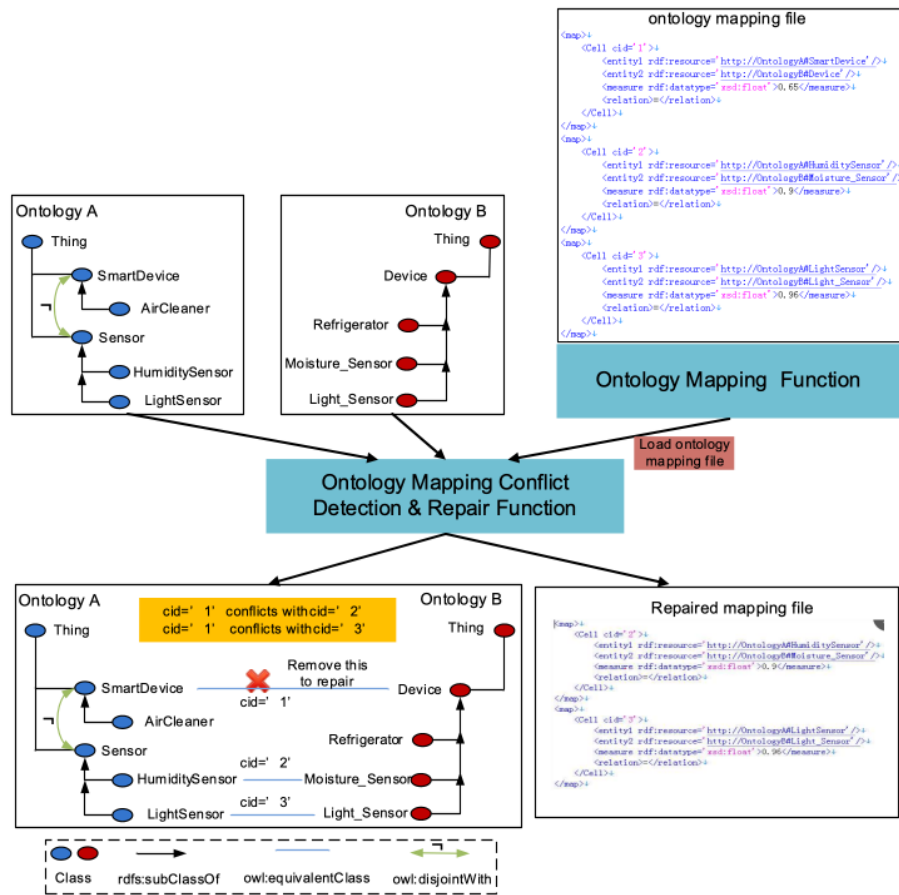 ontology mapping file
<map>↓
<Cell cid='1'>↓
<entity1 rdf:resource='http://OntologyA#SmartDevice'/>↓
<entity2 rdf:resource='http://OntologyB#Device'/>↓
<measure rdf:datatype='xsd:float'>0.65</measure>↓
<relation>=</relation>↓
</Cell>↓
</map>↓
<map>↓
<Cell cid='2'>↓
<entity1 rdf:resource='http://OntologyA#HumiditySensor'/>↓
<entity2 rdf:resource='http://OntologyB#Moisture_Sensor'/>
<measure rdf:datatype='xsd:float'>0.9</measure>↓
<relation>=</relation>↓
</Cell>↓
</map>↓
<map>↓
<Cell cid='3'>↓
<entity1 rdf:resource='http://OntologyA#LightSensor'/>↓
<entity2 rdf:resource='http://OntologyB#Light_Sensor'/>↓
<measure rdf:datatype='xsd:float'>0.96</measure>↓
<relation>=</relation>↓
</Cell>↓
</map>↓
Ontology A
Thing
SmartDevice
¬
AirCleaner
Sensor
HumiditySensor
LightSensor
Ontology B
Thing
Device
Refrigerator
Moisture_Sensor
Light_Sensor
Ontology Mapping Function
Load ontology
mapping file
Ontology Mapping Conflict
Detection & Repair Function
Ontology A
Ontology B
cid=' 1' conflicts withcid=' 2'
cid=' 1' conflicts withcid=' 3'
Thing
Thing
Remove this
to repair
SmartDevice
Device
cid=' 1'
¬
AirCleaner
Refrigerator
Sensor
cid=' 2'
HumiditySensor
Moisture_Sensor
cid=' 3'
LightSensor
Light_Sensor
Repaired mapping file
<map>↓
<Cell cid='2'>↓
<entity1 rdf:resource='http://OntologyA#HumiditySensor'/>↓
<entity2 rdf:resource='http://OntologyB#Moisture_Sensor'/>↓
<measure rdf:datatype='xsd:float'>0.9</measure>↓
<relation>=</relation>↓
</Cell>↓
</map>↓
<map>↓
<Cell cid='3'>↓
<entity1 rdf:resource='http://OntologyA#LightSensor'/>↓
<entity2 rdf:resource='http://OntologyB#Light_Sensor'/>↓
<measure rdf:datatype='xsd:float'>0.96</measure>↓
<relation>=</relation>↓
</Cell>↓
</map>↓
¬
Class
rdfs:subClassOf
owl:equivalentClass
owl:disjointWith